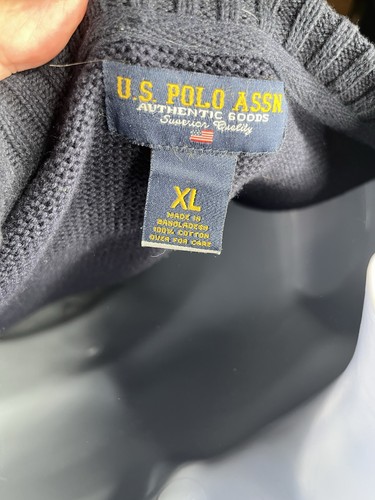 U.S. POLO ASSN
AUTHENTIC GOODS
Superior Quality
XL
MADE IN
BANGLADESH
100% COTTON
OVER FOR CARE